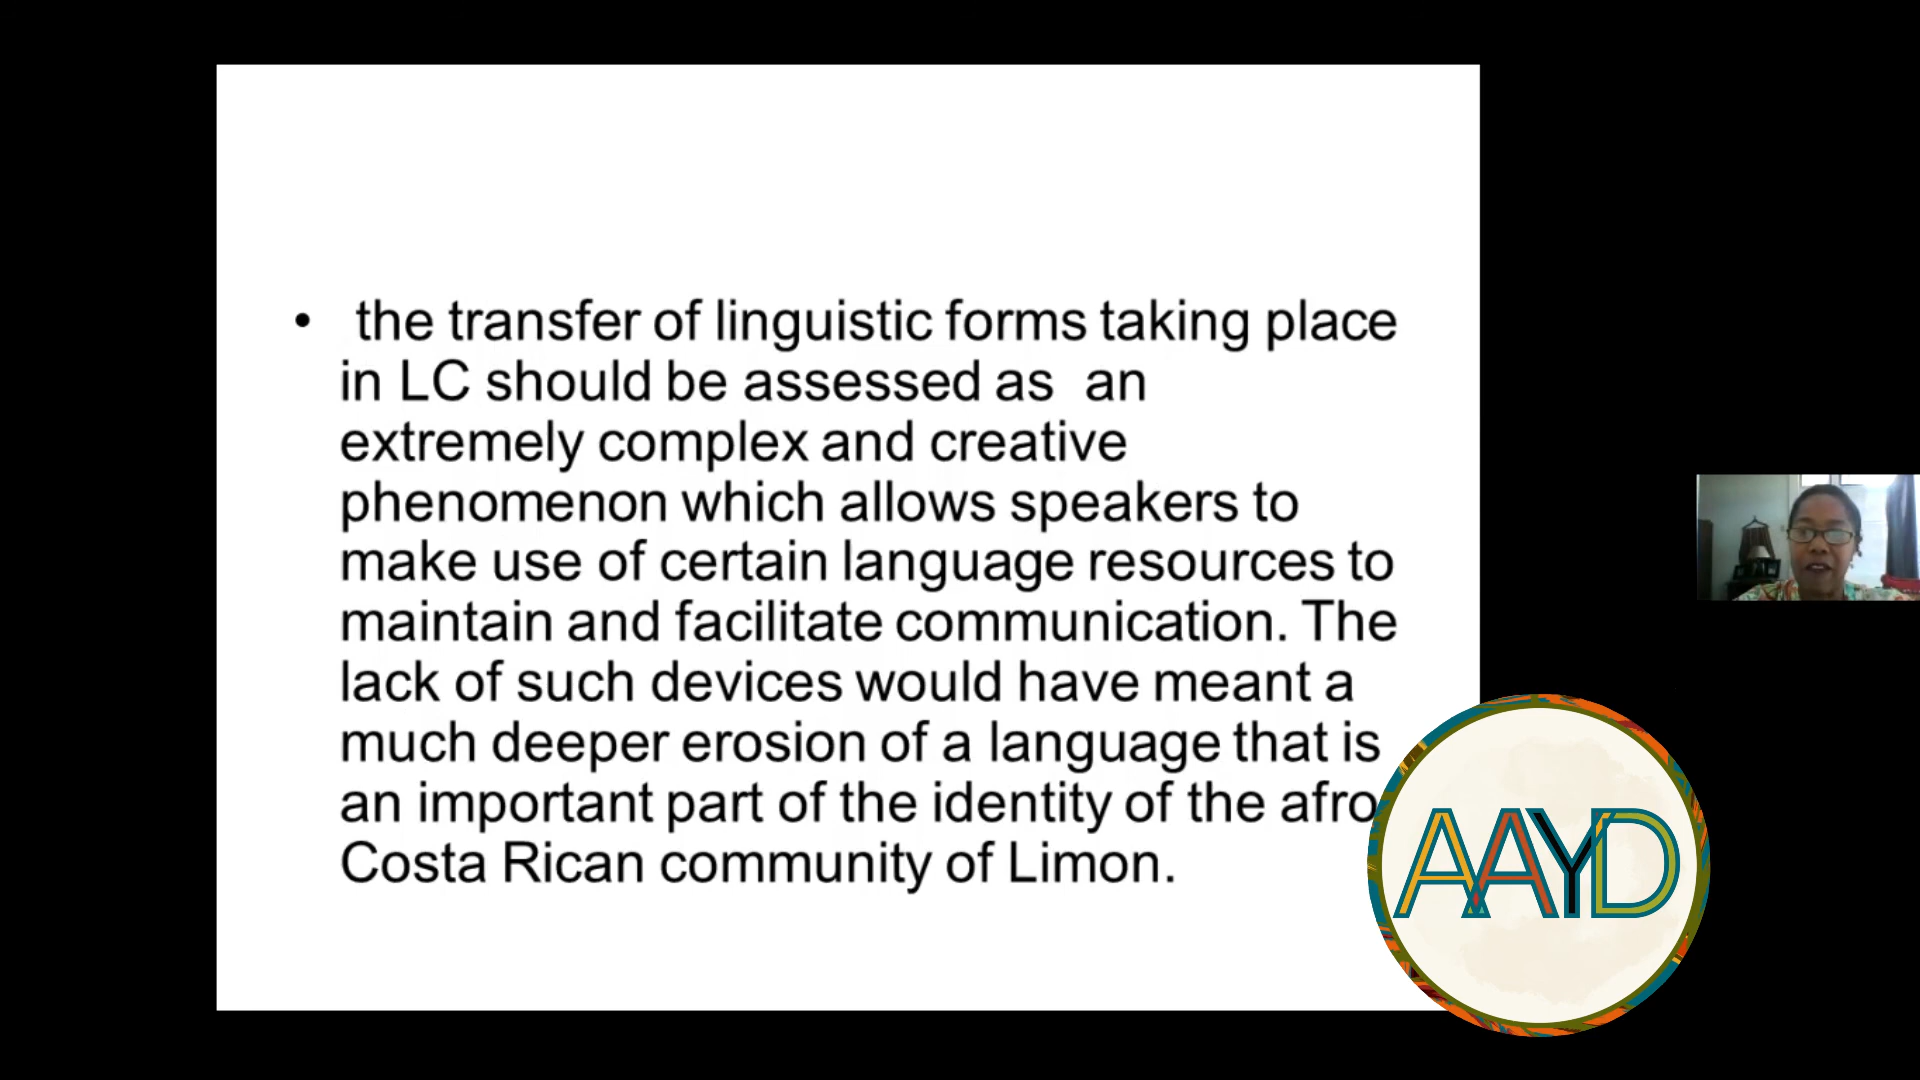 • the transfer of linguistic forms taking place
in LC should be assessed as an
extremely complex and creative
phenomenon which allows speakers to
make use of certain language resources to
maintain and facilitate communication. The
lack of such devices would have meant a
much deeper erosion of a language that is
an important part of the identity of the afro
Costa Rican community of Limon.
AAYD